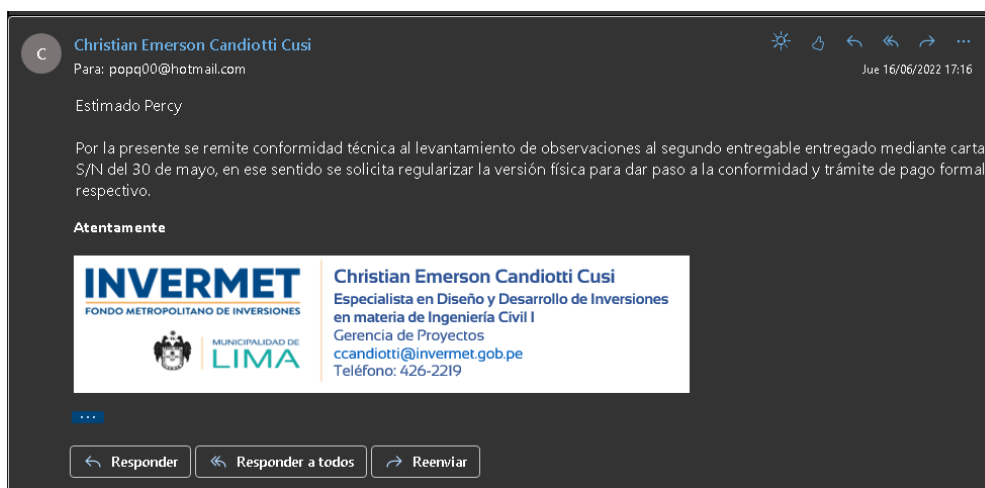 C
Christian Emerson Candiotti Cusi
Para: popq00@hotmail.com
Jue 16/06/2022 17:16
Estimado Percy
Por la presente se remite conformidad técnica al levantamiento de observaciones al segundo entregable entregado mediante carta
S/N del 30 de mayo, en ese sentido se solicita regularizar la versión física para dar paso a la conformidad y trámite de pago formal
respectivo.
Atentamente
INVERMET
FONDO METROPOLITANO DE INVERSIONES
MUNICIPALIDAD DE
LIMA
Christian Emerson Candiotti Cusi
Especialista en Diseño y Desarrollo de Inversiones
en materia de Ingeniería Civil I
Gerencia de Proyectos
ccandiotti@invermet.gob.pe
Teléfono: 426-2219
...
Responder
Responder a todos
Reenviar